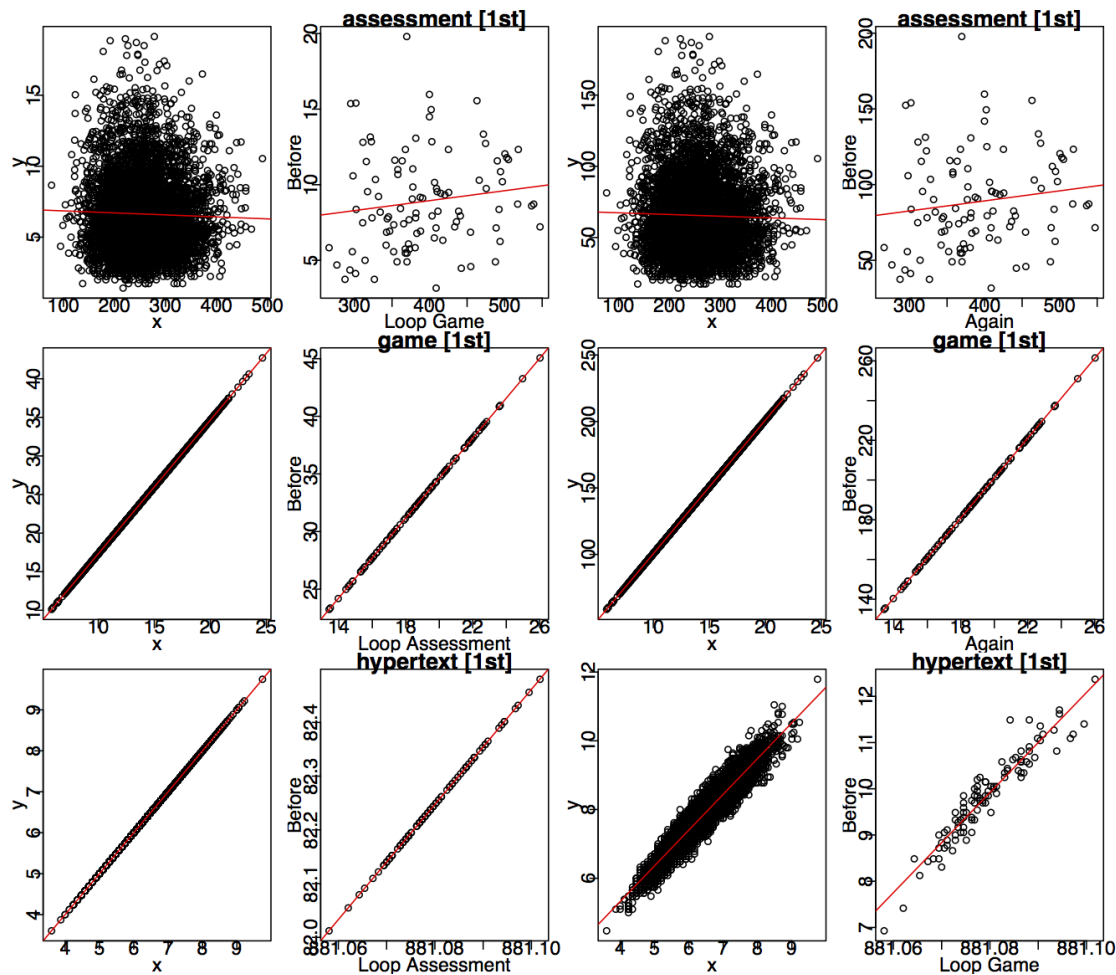 assessment [1st]
assessment [1st]
y
5 10 15
x
100 200 300 400 500
Before
5 10 15 20
300 400 500
Loop Game
y
50 100 150
x
100 200 300 400 500
Before
50 100 150 200
300 400 500
Again
game [1st]
game [1st]
y
10 15 20 25 30 35 40
10 15 20 25
x
Before
25 30 35 40 45
14 18 22 26
Loop Assessment
y
100 150 200 250
10 15 20 25
x
Before
140 180 220 260
14 18 22 26
Again
hypertext [1st]
hypertext [1st]
y
4 5 6 7 8 9
4 5 6 7 8 9
x
Before
82.0 82.1 82.2 82.3 82.4
881.06 881.08 881.10
Loop Assessment
y
6 8 10 12
4 5 6 7 8 9
x
Before
7 8 9 10 11 12
881.06 881.08 881.10
Loop Game